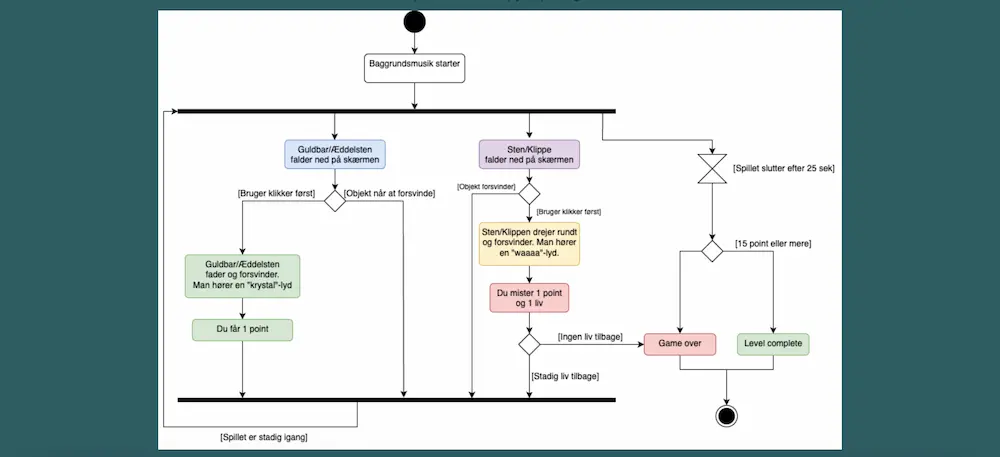 Baggrundsmusik starter
Guldbar/Æddelsten
falder ned på skærmen
Sten/Klippe
falder ned på skærmen
[Spillet slutter efter 25 sek]
[Bruger klikker først]
[Objekt når at forsvinde]
[Objekt forsvinder]
[Bruger klikker først]
Sten/Klippen drejer rundt
og forsvinder. Man hører
en "waaaa"-lyd.
[15 point eller mere]
Guldbar/Æddelsten
fader og forsvinder.
Man hører en "krystal"-lyd
Du mister 1 point
og 1 liv
Du får 1 point
[Ingen liv tilbage]
Game over
Level complete
[Stadig liv tilbage]
[Spillet er stadig igang]